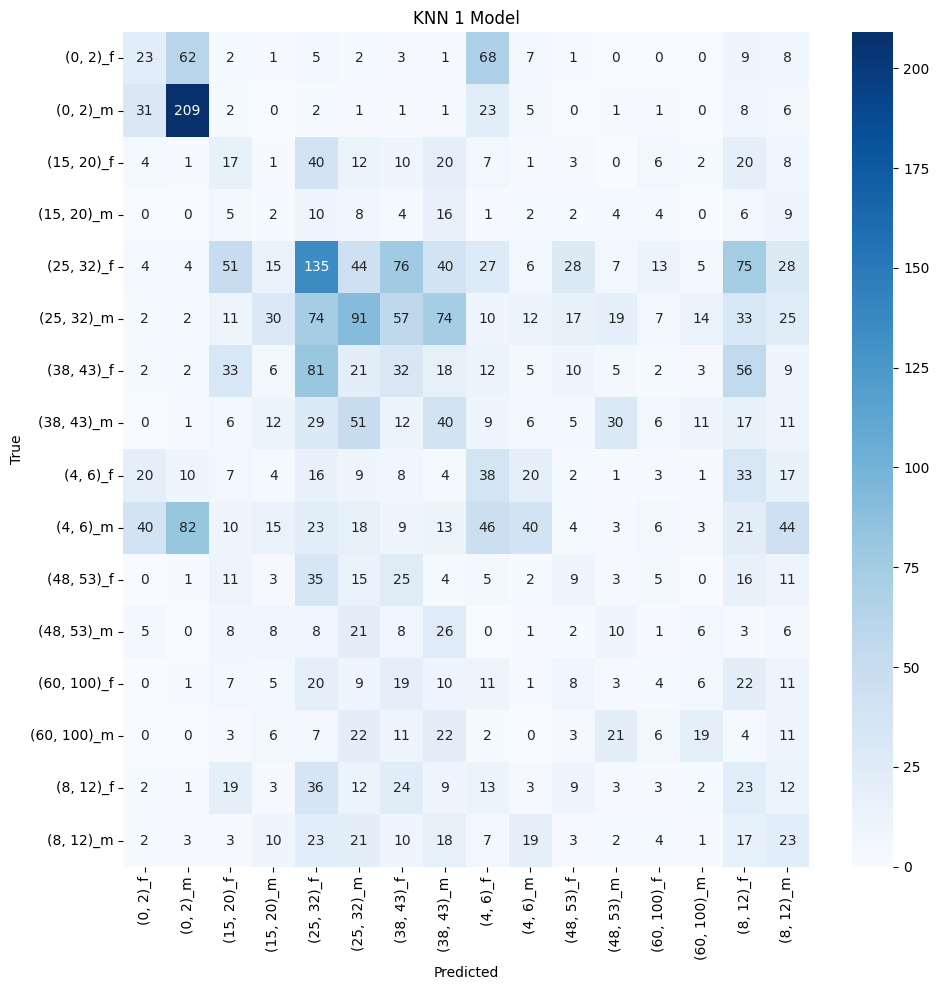 KNN 1 Model
(0, 2)_f 23 62 2 1 5 2 3 1 68 7 1 0 0 0 9 8
(0, 2)_m 31 209 2 0 2 1 1 1 23 5 0 1 1 0 8 6
(15, 20)_f 4 1 17 1 40 12 10 20 7 1 3 0 6 2 20 8
(15, 20)_m 0 0 5 2 10 8 4 16 1 2 2 4 4 0 6 9
(25, 32)_f 4 4 51 15 135 44 76 40 27 6 28 7 13 5 75 28
(25, 32)_m 2 2 11 30 74 91 57 74 10 12 17 19 7 14 33 25
(38, 43)_f 2 2 33 6 81 21 32 18 12 5 10 5 2 3 56 9
(38, 43)_m 0 1 6 12 29 51 12 40 9 6 5 30 6 11 17 11
(4, 6)_f 20 10 7 4 16 9 8 4 38 20 2 1 3 1 33 17
(4, 6)_m 40 82 10 15 23 18 9 13 46 40 4 3 6 3 21 44
(48, 53)_f 0 1 11 3 35 15 25 4 5 2 9 3 5 0 16 11
(48, 53)_m 5 0 8 8 8 21 8 26 0 1 2 10 1 6 3 6
(60, 100)_f 0 1 7 5 20 9 19 10 11 1 8 3 4 6 22 11
(60, 100)_m 0 0 3 6 7 22 11 22 2 0 3 21 6 19 4 11
(8, 12)_f 2 1 19 3 36 12 24 9 13 3 9 3 3 2 23 12
(8, 12)_m 2 3 3 10 23 21 10 18 7 19 3 2 4 1 17 23
True
(0, 2)_f (0, 2)_m (15, 20)_f (15, 20)_m (25, 32)_f (25, 32)_m (38, 43)_f (38, 43)_m (4, 6)_f (4, 6)_m (48, 53)_f (48, 53)_m (60, 100)_f (60, 100)_m (8, 12)_f (8, 12)_m
Predicted
200
175
150
125
100
75
50
25
0